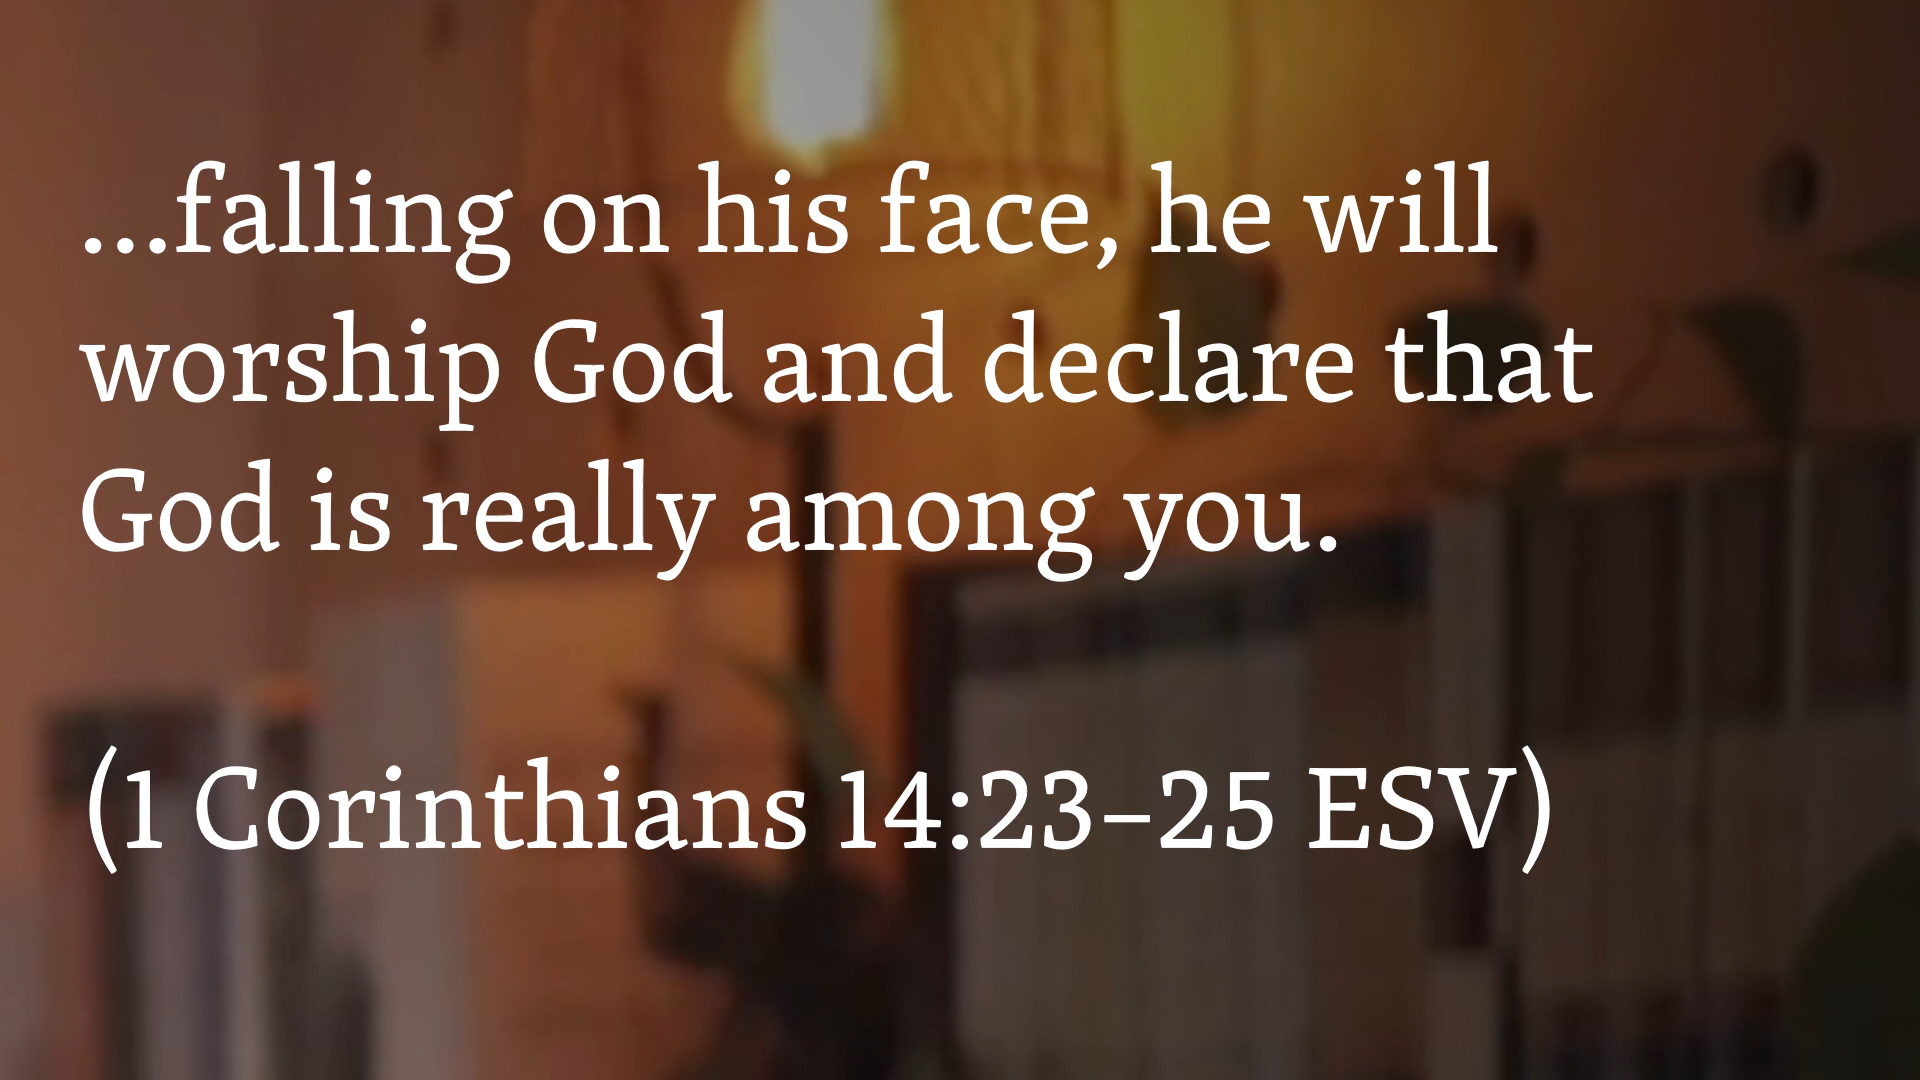 …falling on his face, he will
worship God and declare that
God is really among you.
(1 Corinthians 14:23–25 ESV)